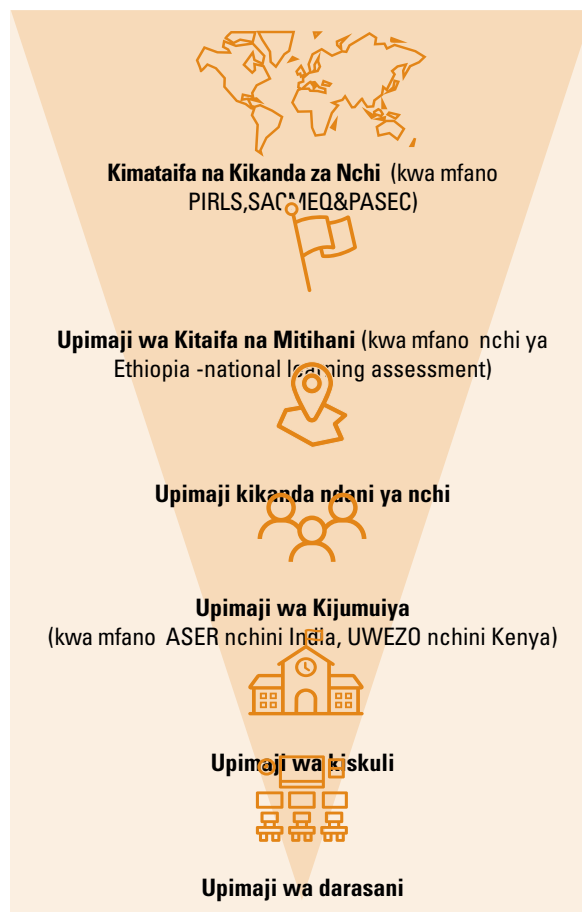 Kimataifa na Kikanda za Nchi (kwa mfano
PIRLS,SACMEQ&PASEC)
Upimaji wa Kitaifa na Mitihani (kwa mfano nchi ya
Ethiopia -national learning assessment)
Upimaji kikanda ndani ya nchi
Upimaji wa Kijumuiya
(kwa mfano ASER nchini India, UWEZO nchini Kenya)
Upimaji wa kiskuli
Upimaji wa darasani